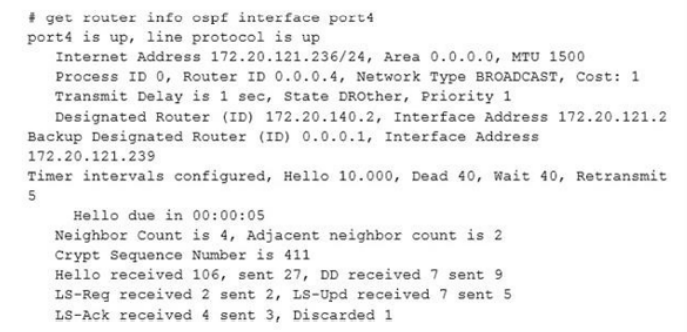 # get router info ospf interface port4
port4 is up, line protocol is up
Internet Address 172.20.121.236/24, Area 0.0.0.0, MTU 1500
Process ID 0, Router ID 0.0.0.4, Network Type BROADCAST, Cost: 1
Transmit Delay is 1 sec, State DROther, Priority 1
Designated Router (ID) 172.20.140.2, Interface Address 172.20.121.2
Backup Designated Router (ID) 0.0.0.1, Interface Address
172.20.121.239
Timer intervals configured, Hello 10.000, Dead 40, Wait 40, Retransmit
5
Hello due in 00:00:05
Neighbor Count is 4, Adjacent neighbor count is 2
Crypt Sequence Number is 411
Hello received 106, sent 27, DD received 7 sent 9
LS-Req received 2 sent 2, LS-Upd received 7 sent 5
LS-Ack received 4 sent 3, Discarded 1